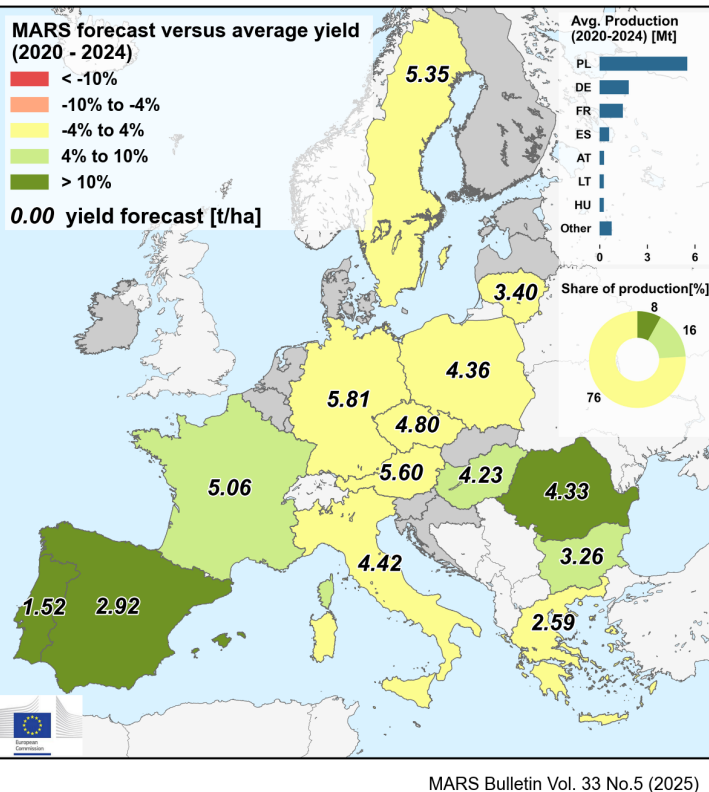 MARS forecast versus average yield
(2020 - 2024)
< -10%
-10% to -4%
-4% to 4%
4% to 10%
> 10%
0.00 yield forecast [t/ha]
Avg. Production
(2020-2024) [Mt]
PL
DE
FR
ES
AT
LT
HU
Other
0 3 6
Share of production[%]
8
16
76
5.35
3.40
4.36
5.81
4.80
5.60
4.23
4.33
5.06
3.26
4.42
1.52
2.92
2.59
European
Commission
MARS Bulletin Vol. 33 No.5 (2025)